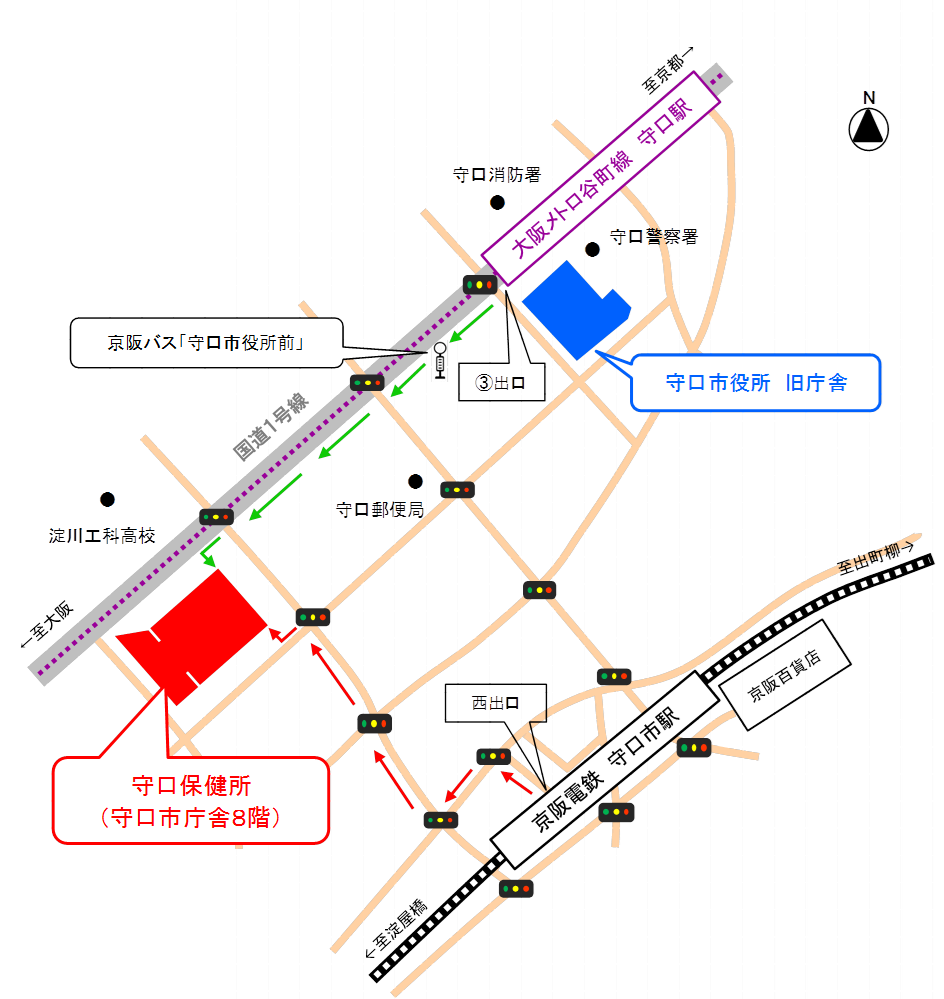 至京都→
N
守口消防署
大阪メトロ谷町線　守口駅
守口警察署
京阪バス「守口市役所前」
③出口
守口市役所　旧庁舎
国道1号線
守口郵便局
淀川工科高校
至出町柳→
←至大阪
京阪百貨店
西出口
京阪電鉄　守口市駅
守口保健所
（守口市庁舎8階）
←至淀屋橋